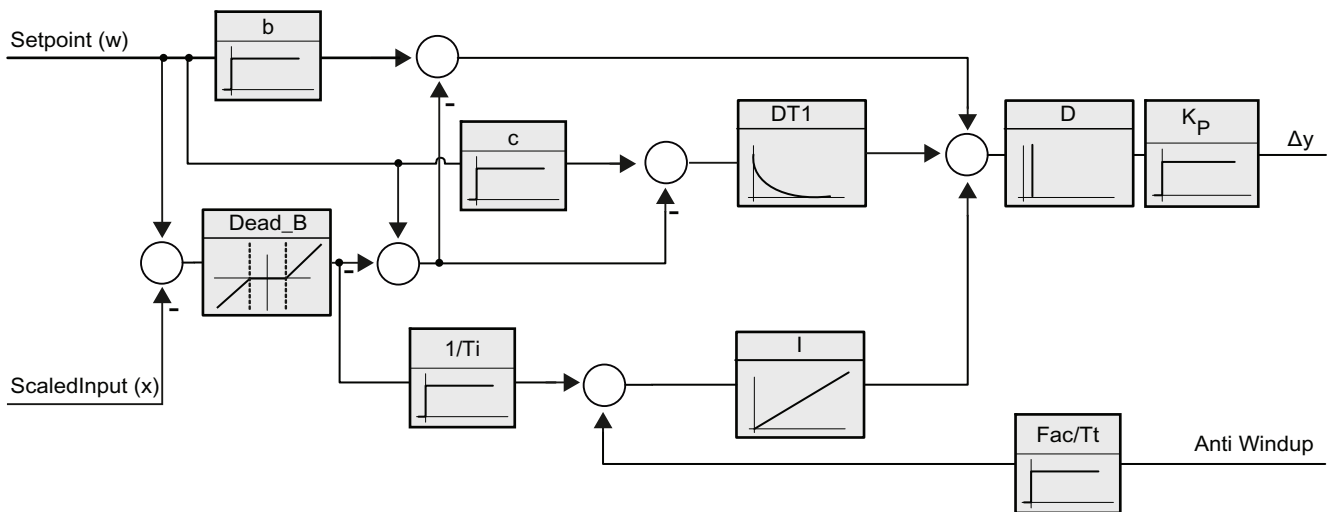 b
Setpoint (w)
-
DT1
D
K_P
c
Δy
-
Dead_B
-
-
1/Ti
I
ScaledInput (x)
Fac/Tt
Anti Windup